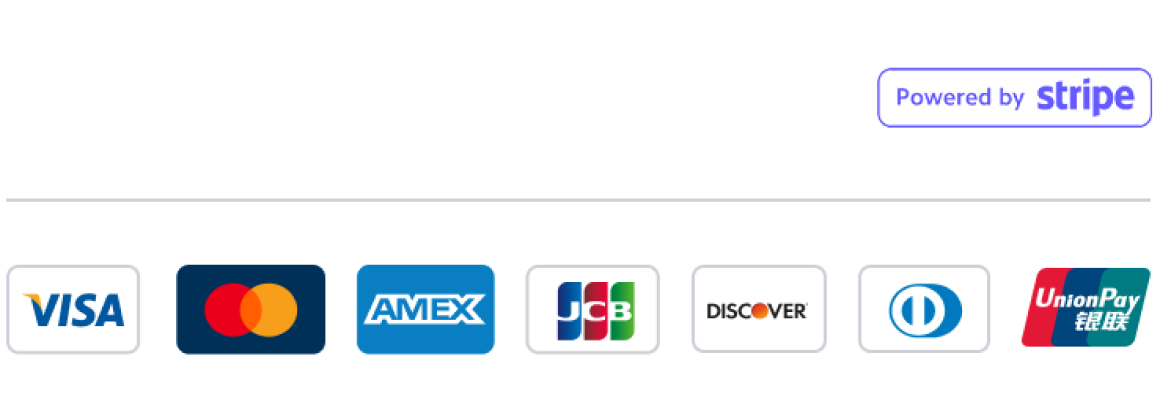 Powered by stripe
VISA
AMEX
JCB
DISCOVER
UnionPay
银联